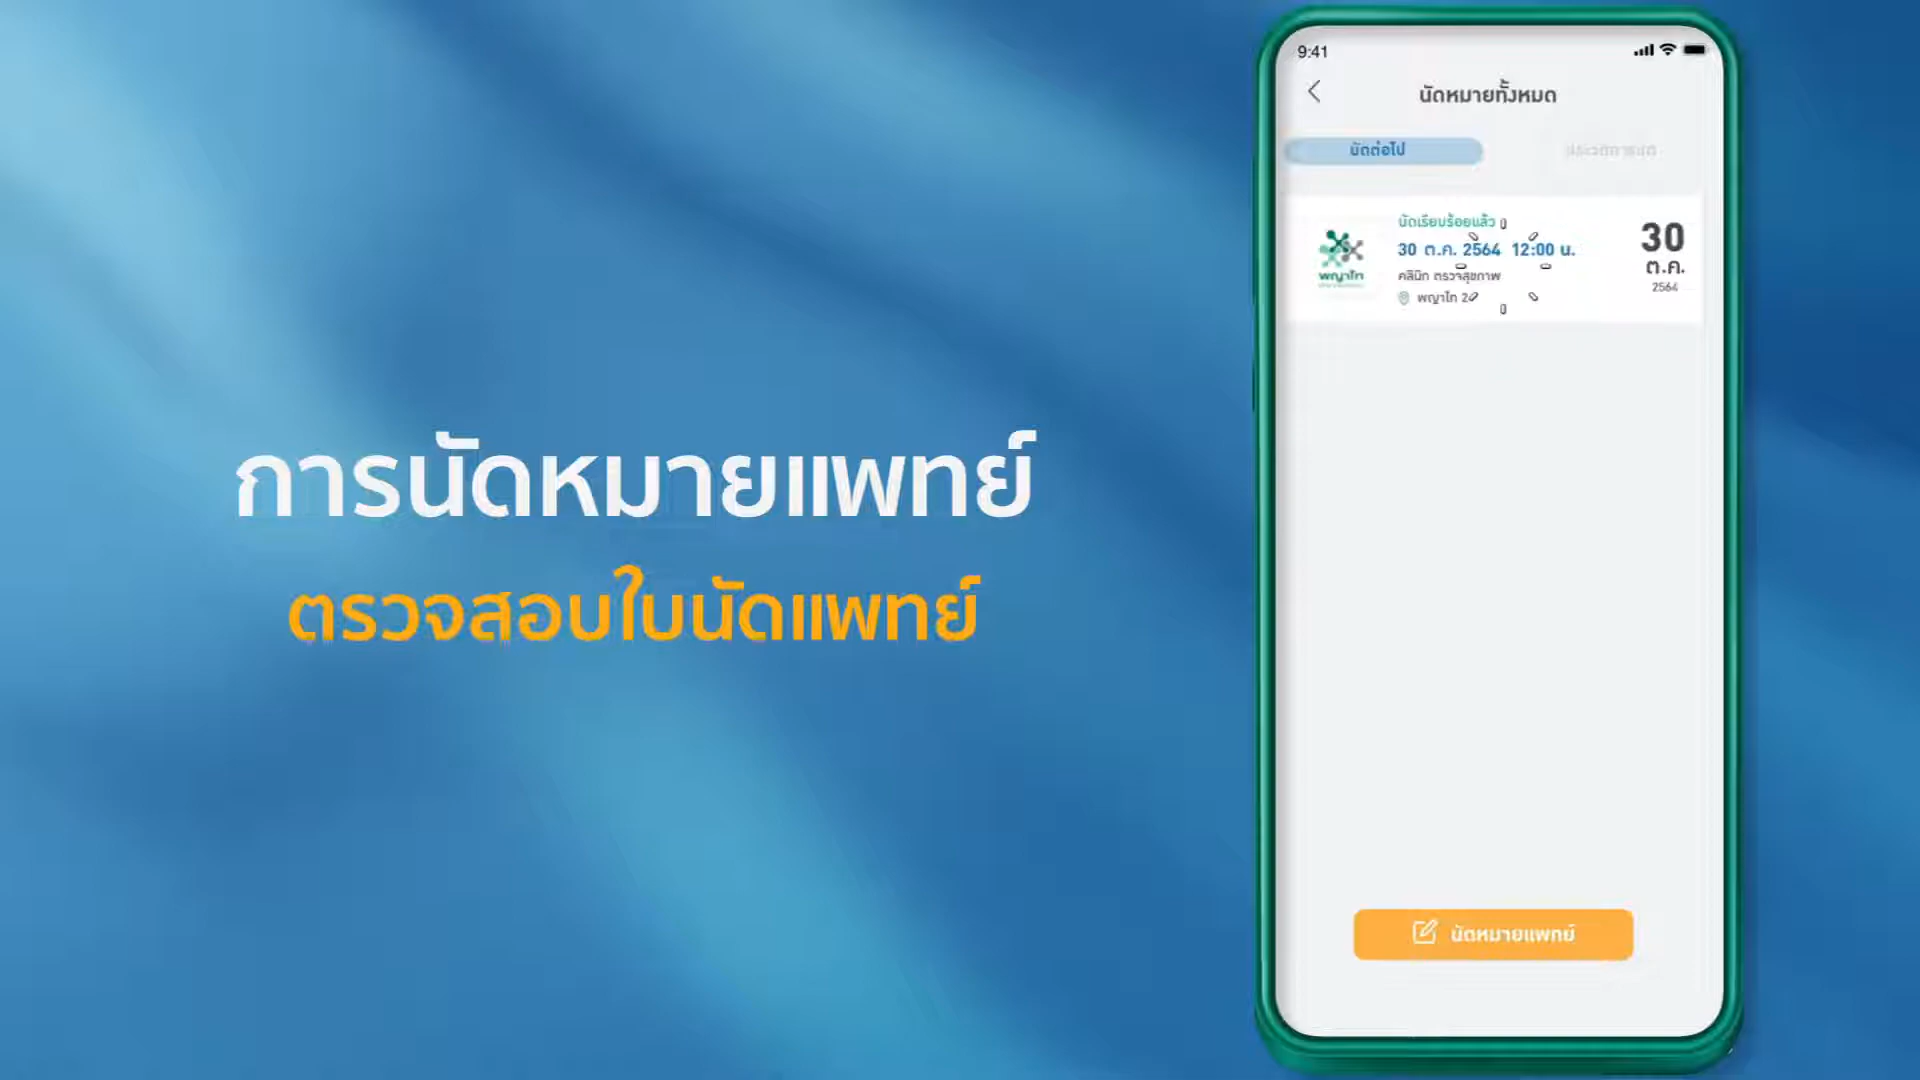 การนัดหมายแพทย์
ตรวจสอบใบนัดแพทย์
9:41
นัดหมายทั้งหมด
นัดต่อไป
นัดเรียบร้อยแล้ว
30 ต.ค. 2564 12:00 น.
คลินิก ตรวจสุขภาพ
พญาไท 2
พญาไท
30
ต.ค.
2564
นัดหมายแพทย์